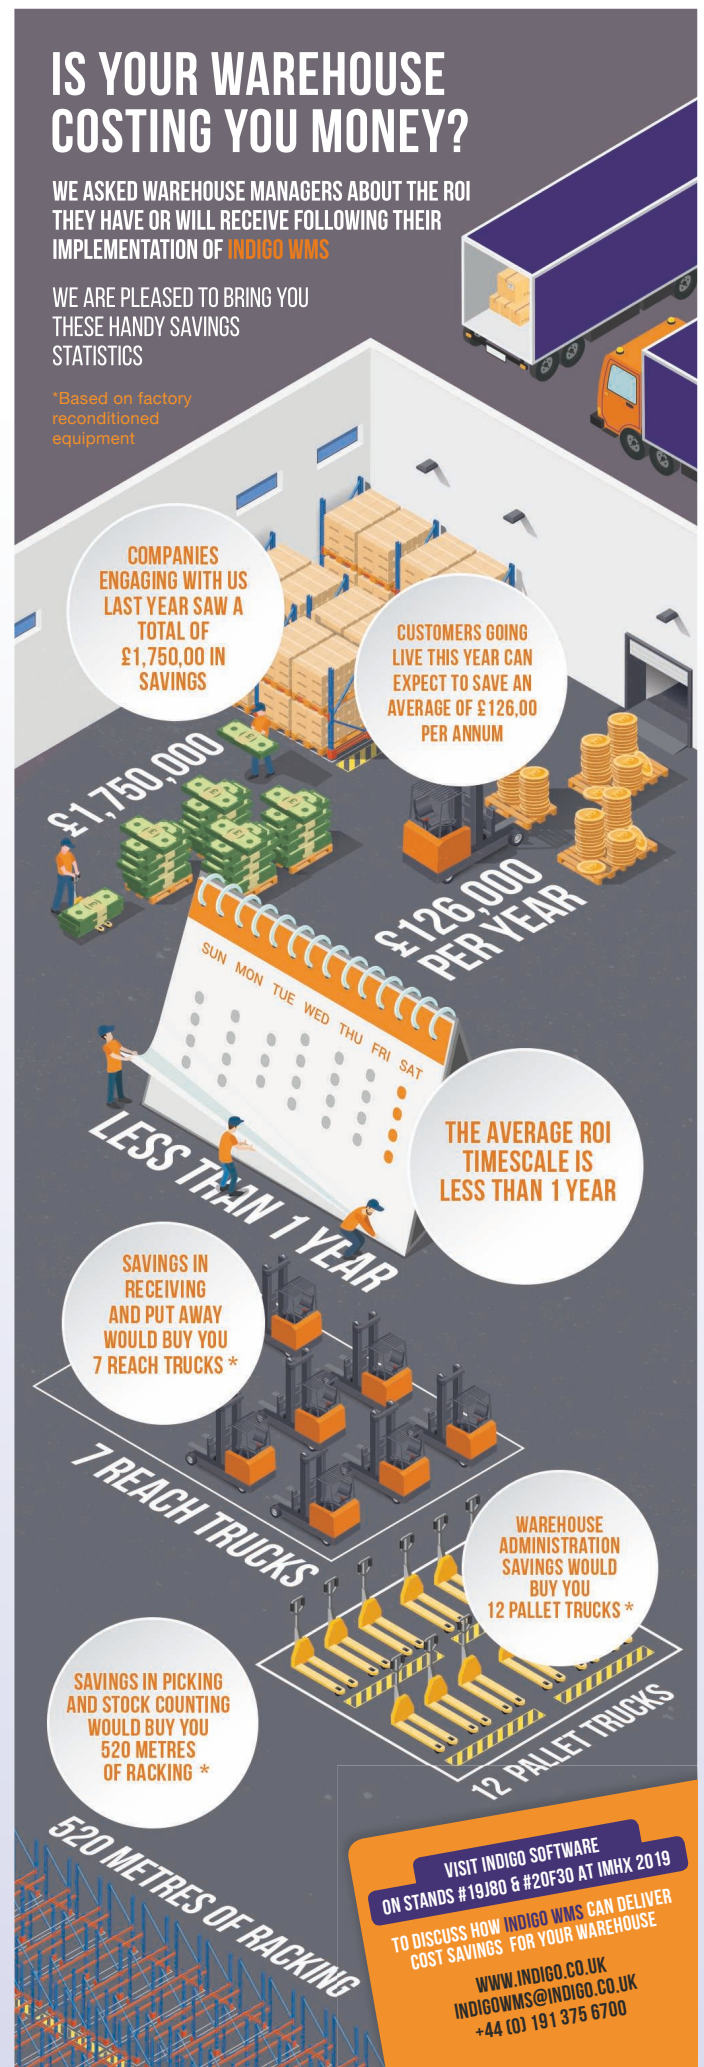 IS YOUR WAREHOUSE
COSTING YOU MONEY?
WE ASKED WAREHOUSE MANAGERS ABOUT THE ROI
THEY HAVE OR WILL RECEIVE FOLLOWING THEIR
IMPLEMENTATION OF INDIGO WMS
WE ARE PLEASED TO BRING YOU
THESE HANDY SAVINGS
STATISTICS
*Based on factory
reconditioned
equipment
COMPANIES
ENGAGING WITH US
LAST YEAR SAW A
TOTAL OF
£1,750,00 IN
SAVINGS
CUSTOMERS GOING
LIVE THIS YEAR CAN
EXPECT TO SAVE AN
AVERAGE OF £126,00
PER ANNUM
£1,750,000
£126,000
PER YEAR
SUN MON TUE WED THU FRI SAT
THE AVERAGE ROI
TIMESCALE IS
LESS THAN 1 YEAR
LESS THAN 1 YEAR
SAVINGS IN
RECEIVING
AND PUT AWAY
WOULD BUY YOU
7 REACH TRUCKS *
7 REACH TRUCKS
WAREHOUSE
ADMINISTRATION
SAVINGS WOULD
BUY YOU
12 PALLET TRUCKS *
12 PALLET TRUCKS
SAVINGS IN PICKING
AND STOCK COUNTING
WOULD BUY YOU
520 METRES
OF RACKING *
520 METRES OF RACKING
VISIT INDIGO SOFTWARE
ON STANDS #19J80 & #20F30 AT IMHX 2019
TO DISCUSS HOW INDIGO WMS CAN DELIVER
COST SAVINGS FOR YOUR WAREHOUSE
WWW.INDIGO.CO.UK
INDIGOWMS@INDIGO.CO.UK
+44 (0) 191 375 6700